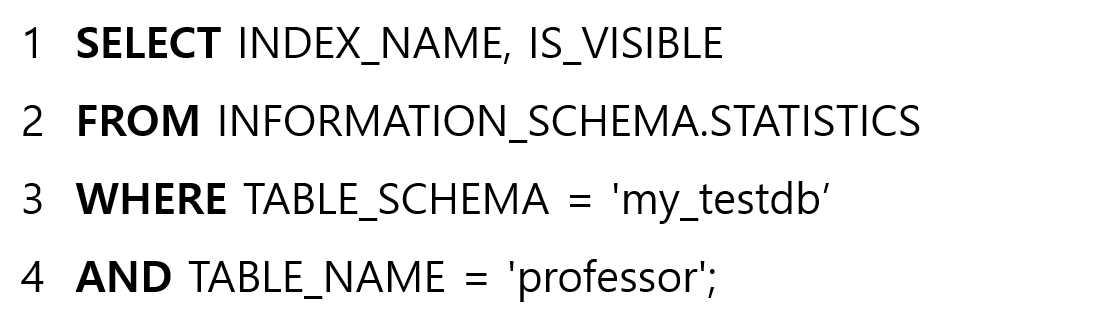 1 SELECT INDEX_NAME, IS_VISIBLE
2 FROM INFORMATION_SCHEMA.STATISTICS
3 WHERE TABLE_SCHEMA = 'my_testdb’
4 AND TABLE_NAME = 'professor';